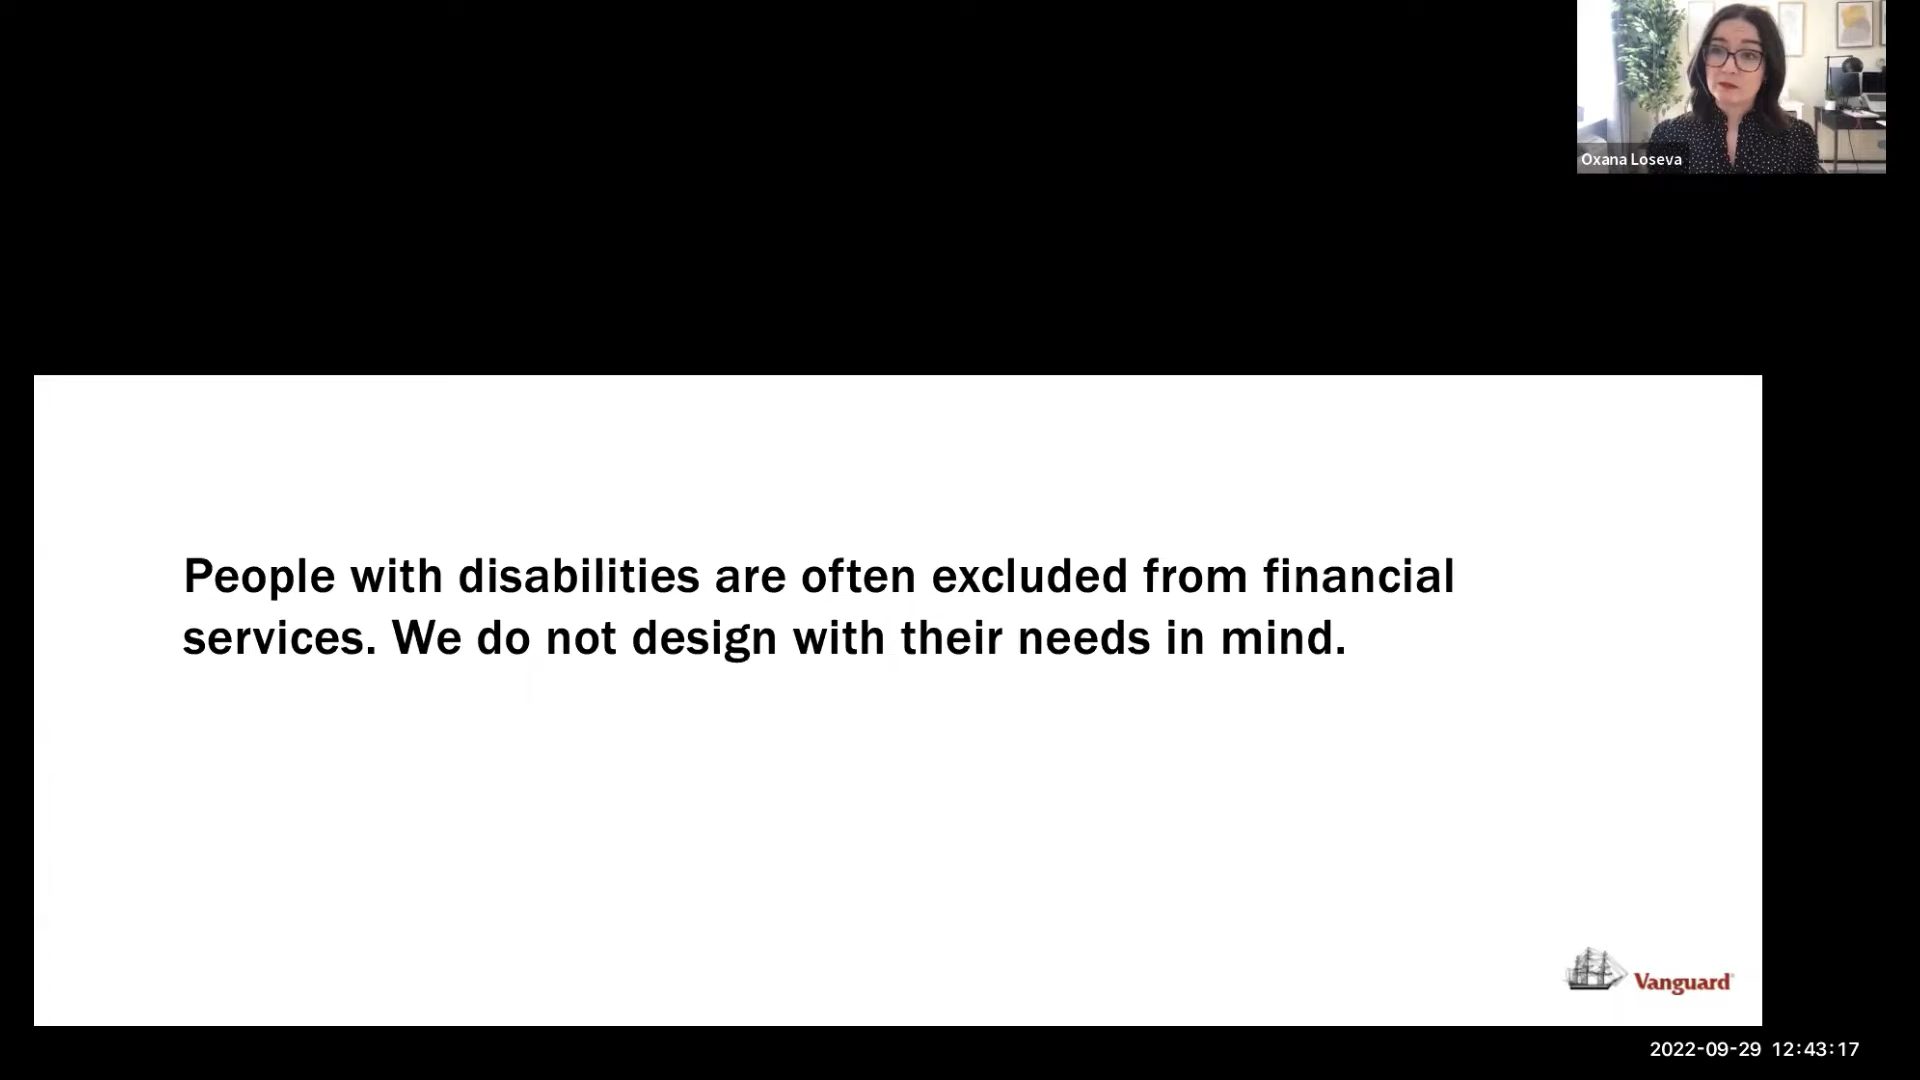 Oxana Loseva
People with disabilities are often excluded from financial
services. We do not design with their needs in mind.
Vanguard
2022-09-29 12:43:17